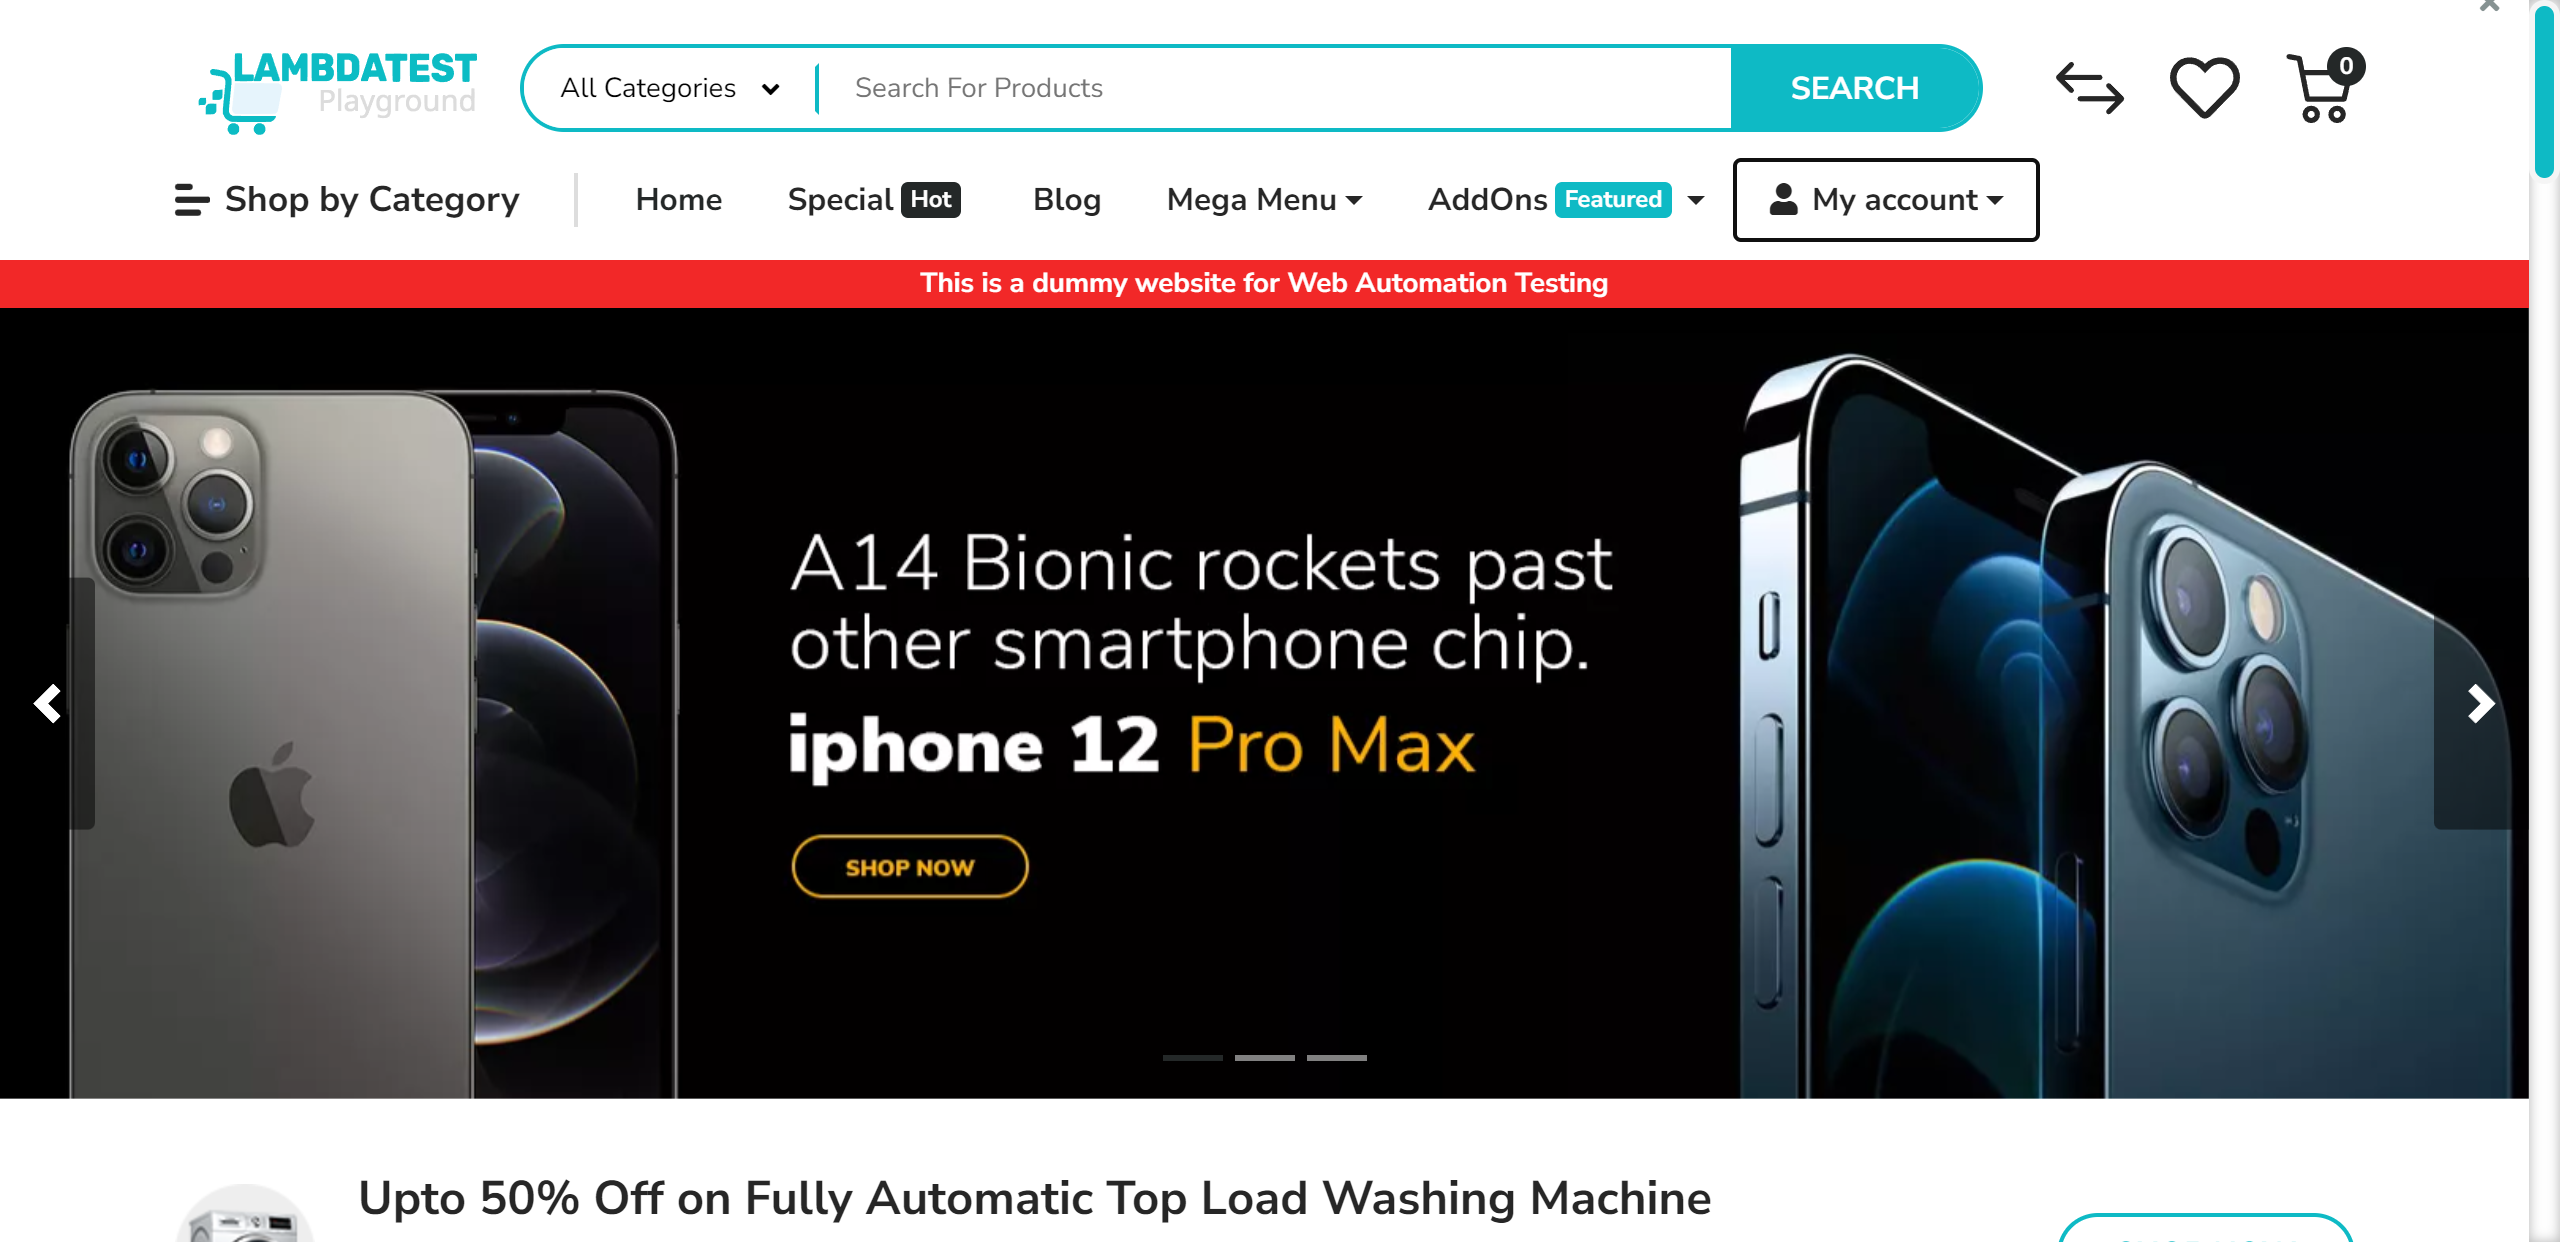 LAMBDATEST
Playground
All Categories
Search For Products
SEARCH
0
Shop by Category
Home
Special Hot
Blog
Mega Menu
AddOns Featured
My account
This is a dummy website for Web Automation Testing
A14 Bionic rockets past
other smartphone chip.
iphone 12 Pro Max
SHOP NOW
Upto 50% Off on Fully Automatic Top Load Washing Machine